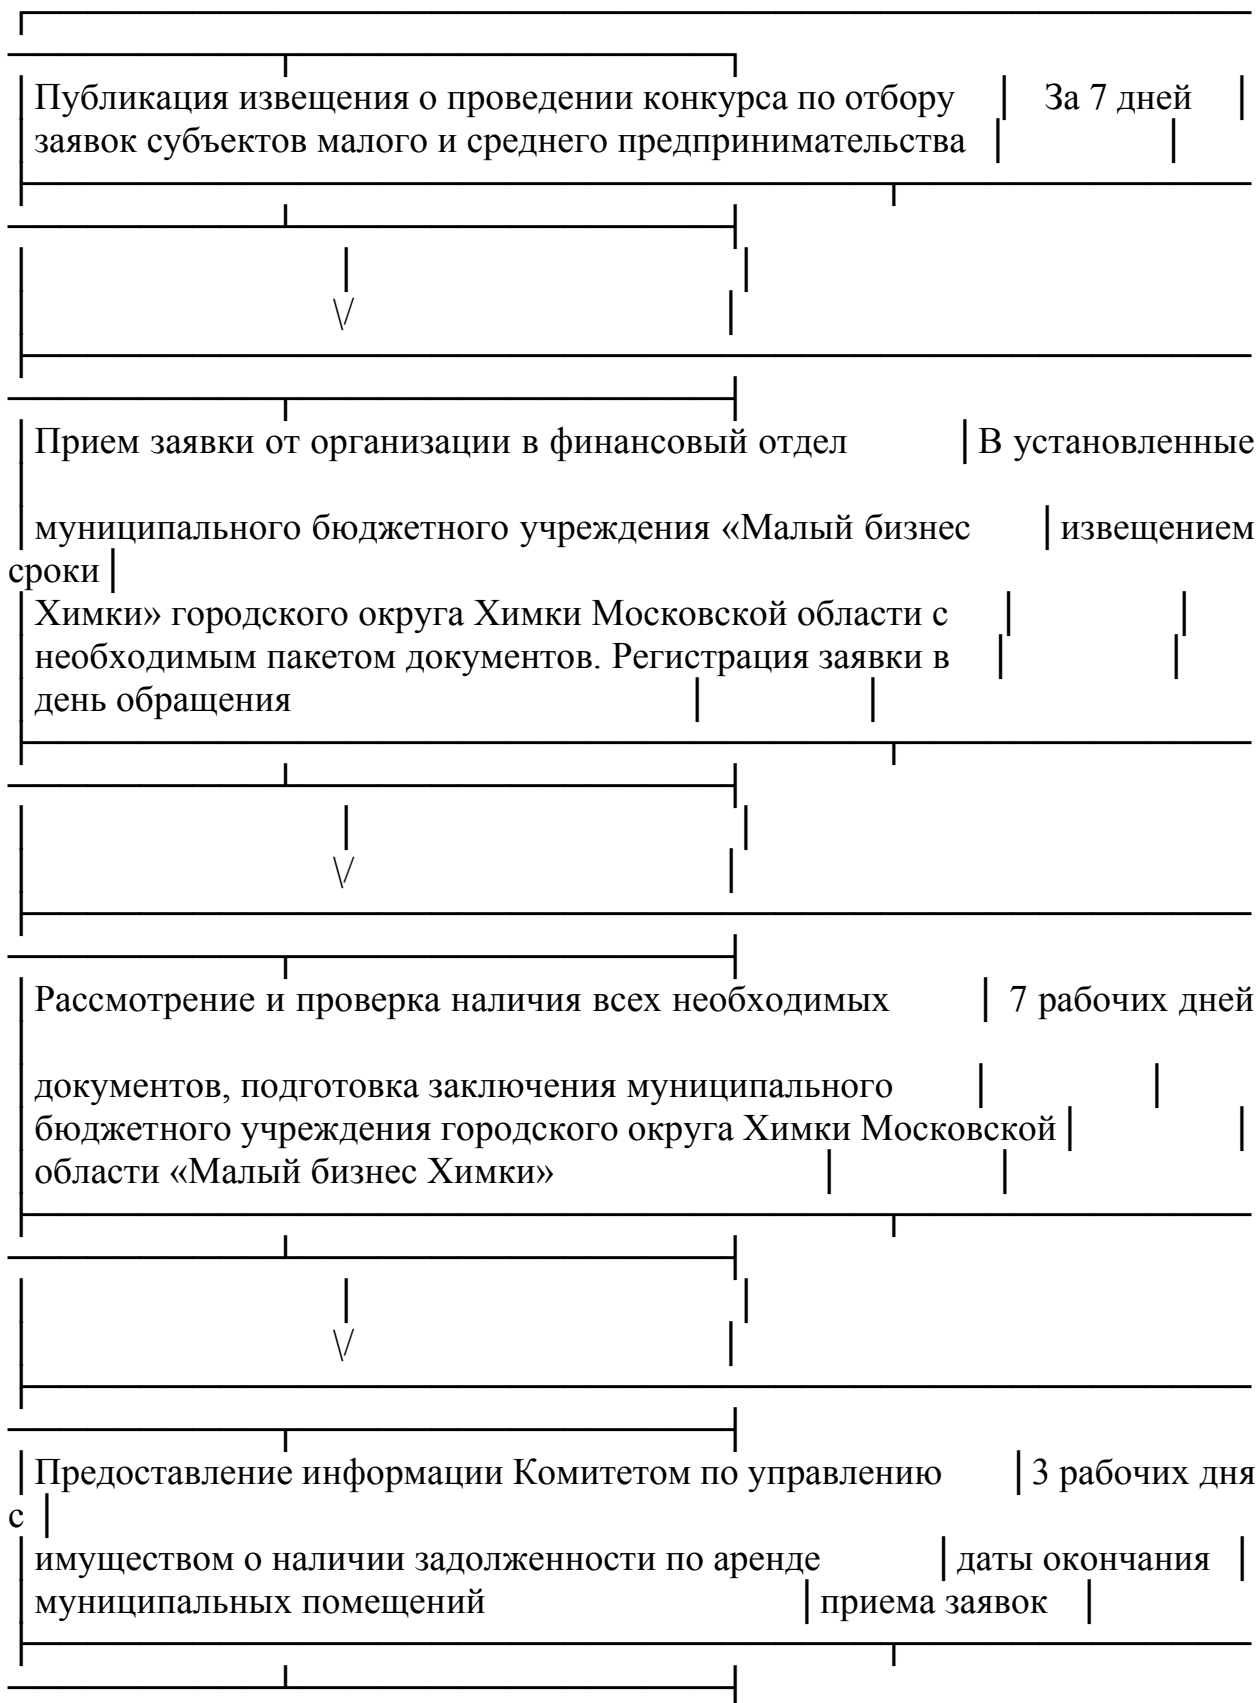 Публикация извещения о проведении конкурса по отбору За 7 дней
заявок субъектов малого и среднего предпринимательства
\/
Прием заявки от организации в финансовый отдел В установленные
муниципального бюджетного учреждения «Малый бизнес извещением
сроки
Химки» городского округа Химки Московской области с
необходимым пакетом документов. Регистрация заявки в
день обращения
\/
Рассмотрение и проверка наличия всех необходимых 7 рабочих дней
документов, подготовка заключения муниципального
бюджетного учреждения городского округа Химки Московской
области «Малый бизнес Химки»
\/
Предоставление информации Комитетом по управлению 3 рабочих дня
с
имуществом о наличии задолженности по аренде даты окончания
муниципальных помещений приема заявок